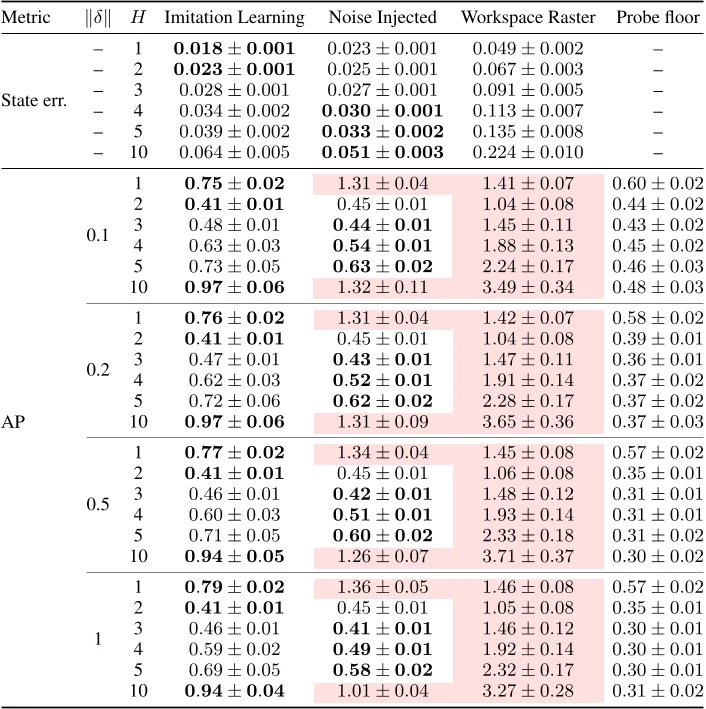 Metric ‖δ‖ H Imitation Learning Noise Injected Workspace Raster Probe floor
State err.
– 1 0.018 ± 0.001 0.023 ± 0.001 0.049 ± 0.002 –
– 2 0.023 ± 0.001 0.025 ± 0.001 0.067 ± 0.003 –
– 3 0.028 ± 0.001 0.027 ± 0.001 0.091 ± 0.005 –
– 4 0.034 ± 0.002 0.030 ± 0.001 0.113 ± 0.007 –
– 5 0.039 ± 0.002 0.033 ± 0.002 0.135 ± 0.008 –
– 10 0.064 ± 0.005 0.051 ± 0.003 0.224 ± 0.010 –
AP
0.1
1 0.75 ± 0.02 1.31 ± 0.04 1.41 ± 0.07 0.60 ± 0.02
2 0.41 ± 0.01 0.45 ± 0.01 1.04 ± 0.08 0.44 ± 0.02
3 0.48 ± 0.01 0.44 ± 0.01 1.45 ± 0.11 0.43 ± 0.02
4 0.63 ± 0.03 0.54 ± 0.01 1.88 ± 0.13 0.45 ± 0.02
5 0.73 ± 0.05 0.63 ± 0.02 2.24 ± 0.17 0.46 ± 0.03
10 0.97 ± 0.06 1.32 ± 0.11 3.49 ± 0.34 0.48 ± 0.03
0.2
1 0.76 ± 0.02 1.31 ± 0.04 1.42 ± 0.07 0.58 ± 0.02
2 0.41 ± 0.01 0.45 ± 0.01 1.04 ± 0.08 0.39 ± 0.01
3 0.47 ± 0.01 0.43 ± 0.01 1.47 ± 0.11 0.36 ± 0.01
4 0.62 ± 0.03 0.52 ± 0.01 1.91 ± 0.14 0.37 ± 0.02
5 0.72 ± 0.06 0.62 ± 0.02 2.28 ± 0.17 0.37 ± 0.02
10 0.97 ± 0.06 1.31 ± 0.09 3.65 ± 0.36 0.37 ± 0.03
0.5
1 0.77 ± 0.02 1.34 ± 0.04 1.45 ± 0.08 0.57 ± 0.02
2 0.41 ± 0.01 0.45 ± 0.01 1.06 ± 0.08 0.35 ± 0.01
3 0.46 ± 0.01 0.42 ± 0.01 1.48 ± 0.12 0.31 ± 0.01
4 0.60 ± 0.03 0.51 ± 0.01 1.93 ± 0.14 0.31 ± 0.01
5 0.71 ± 0.05 0.60 ± 0.02 2.33 ± 0.18 0.31 ± 0.02
10 0.94 ± 0.05 1.26 ± 0.07 3.71 ± 0.37 0.30 ± 0.02
1
1 0.79 ± 0.02 1.36 ± 0.05 1.46 ± 0.08 0.57 ± 0.02
2 0.41 ± 0.01 0.45 ± 0.01 1.05 ± 0.08 0.35 ± 0.01
3 0.46 ± 0.01 0.41 ± 0.01 1.46 ± 0.12 0.30 ± 0.01
4 0.59 ± 0.02 0.49 ± 0.01 1.92 ± 0.14 0.30 ± 0.01
5 0.69 ± 0.05 0.58 ± 0.02 2.32 ± 0.17 0.30 ± 0.01
10 0.94 ± 0.04 1.01 ± 0.04 3.27 ± 0.28 0.31 ± 0.02